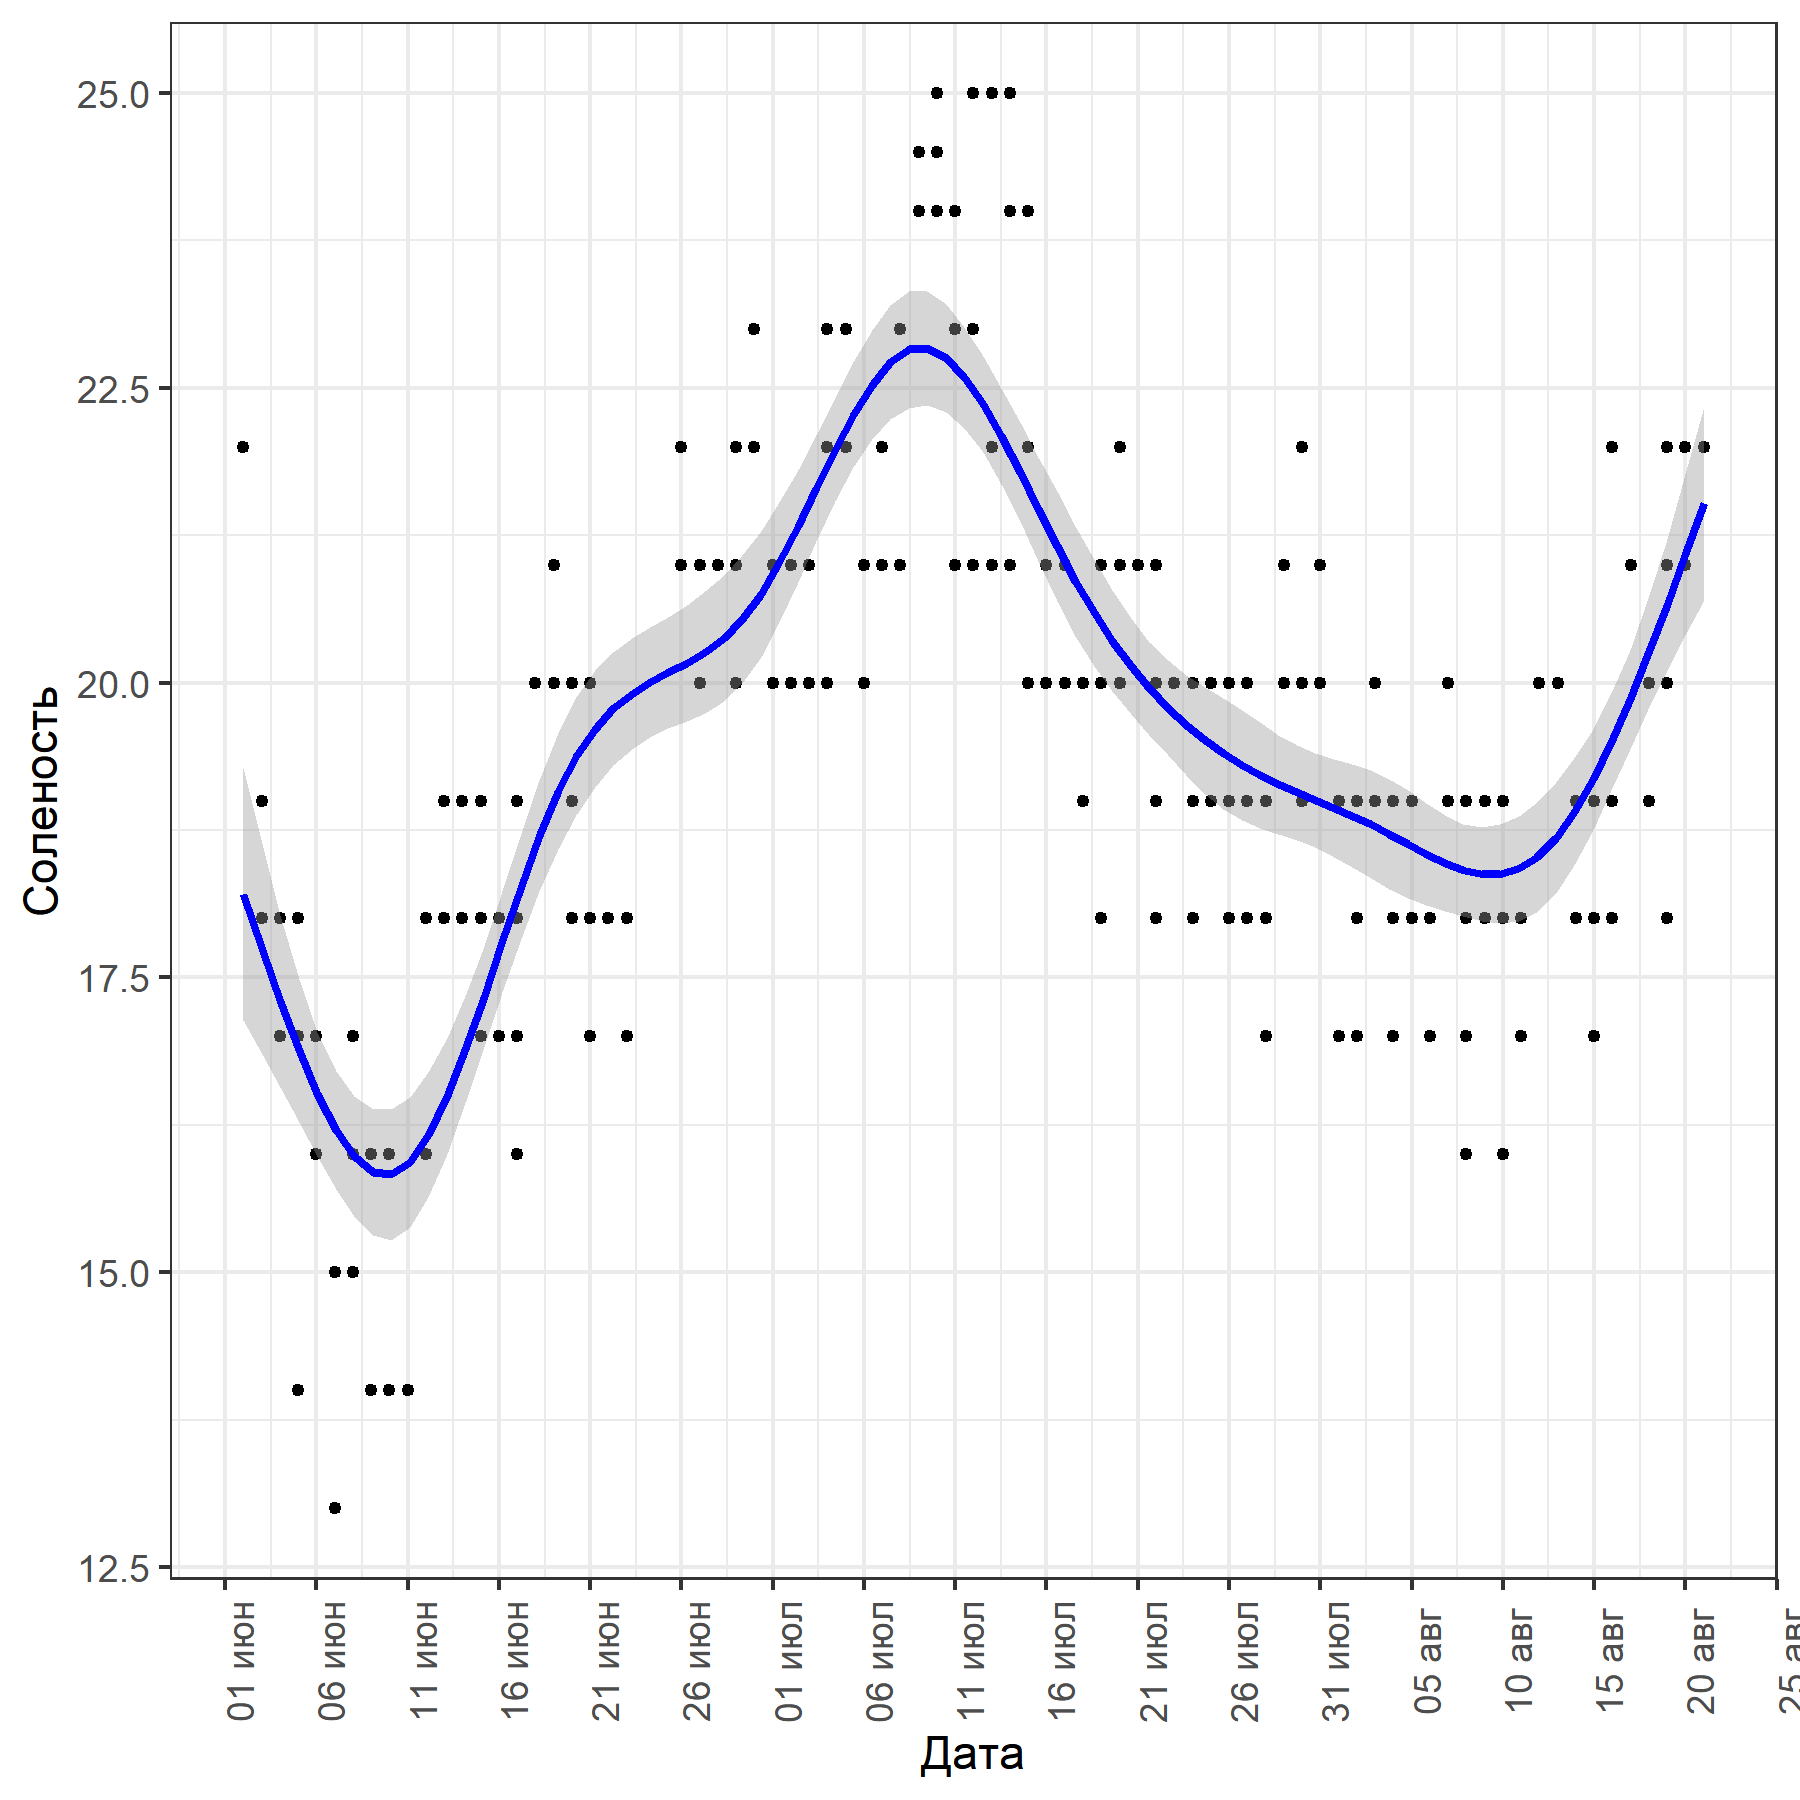 Соленость
25.0
22.5
20.0
17.5
15.0
12.5
01 июн
06 июн
11 июн
16 июн
21 июн
26 июн
01 июл
06 июл
11 июл
16 июл
21 июл
26 июл
31 июл
05 авг
10 авг
15 авг
20 авг
25 авг
Дата